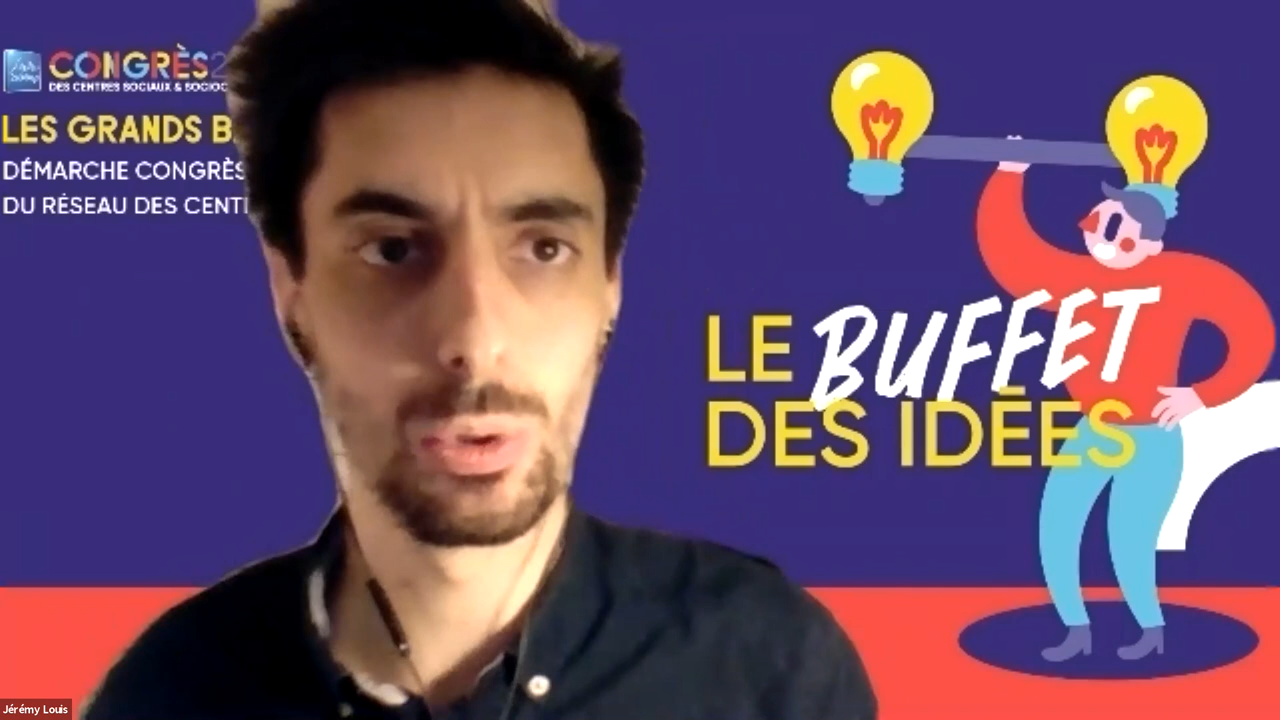 CONGRÈS2
DES CENTRES SOCIAUX & SOCIOC
LES GRANDS B
DÉMARCHE CONGRÈS
DU RÉSEAU DES CENT
LE BUFFET
DES IDÉES
Jérémy Louis